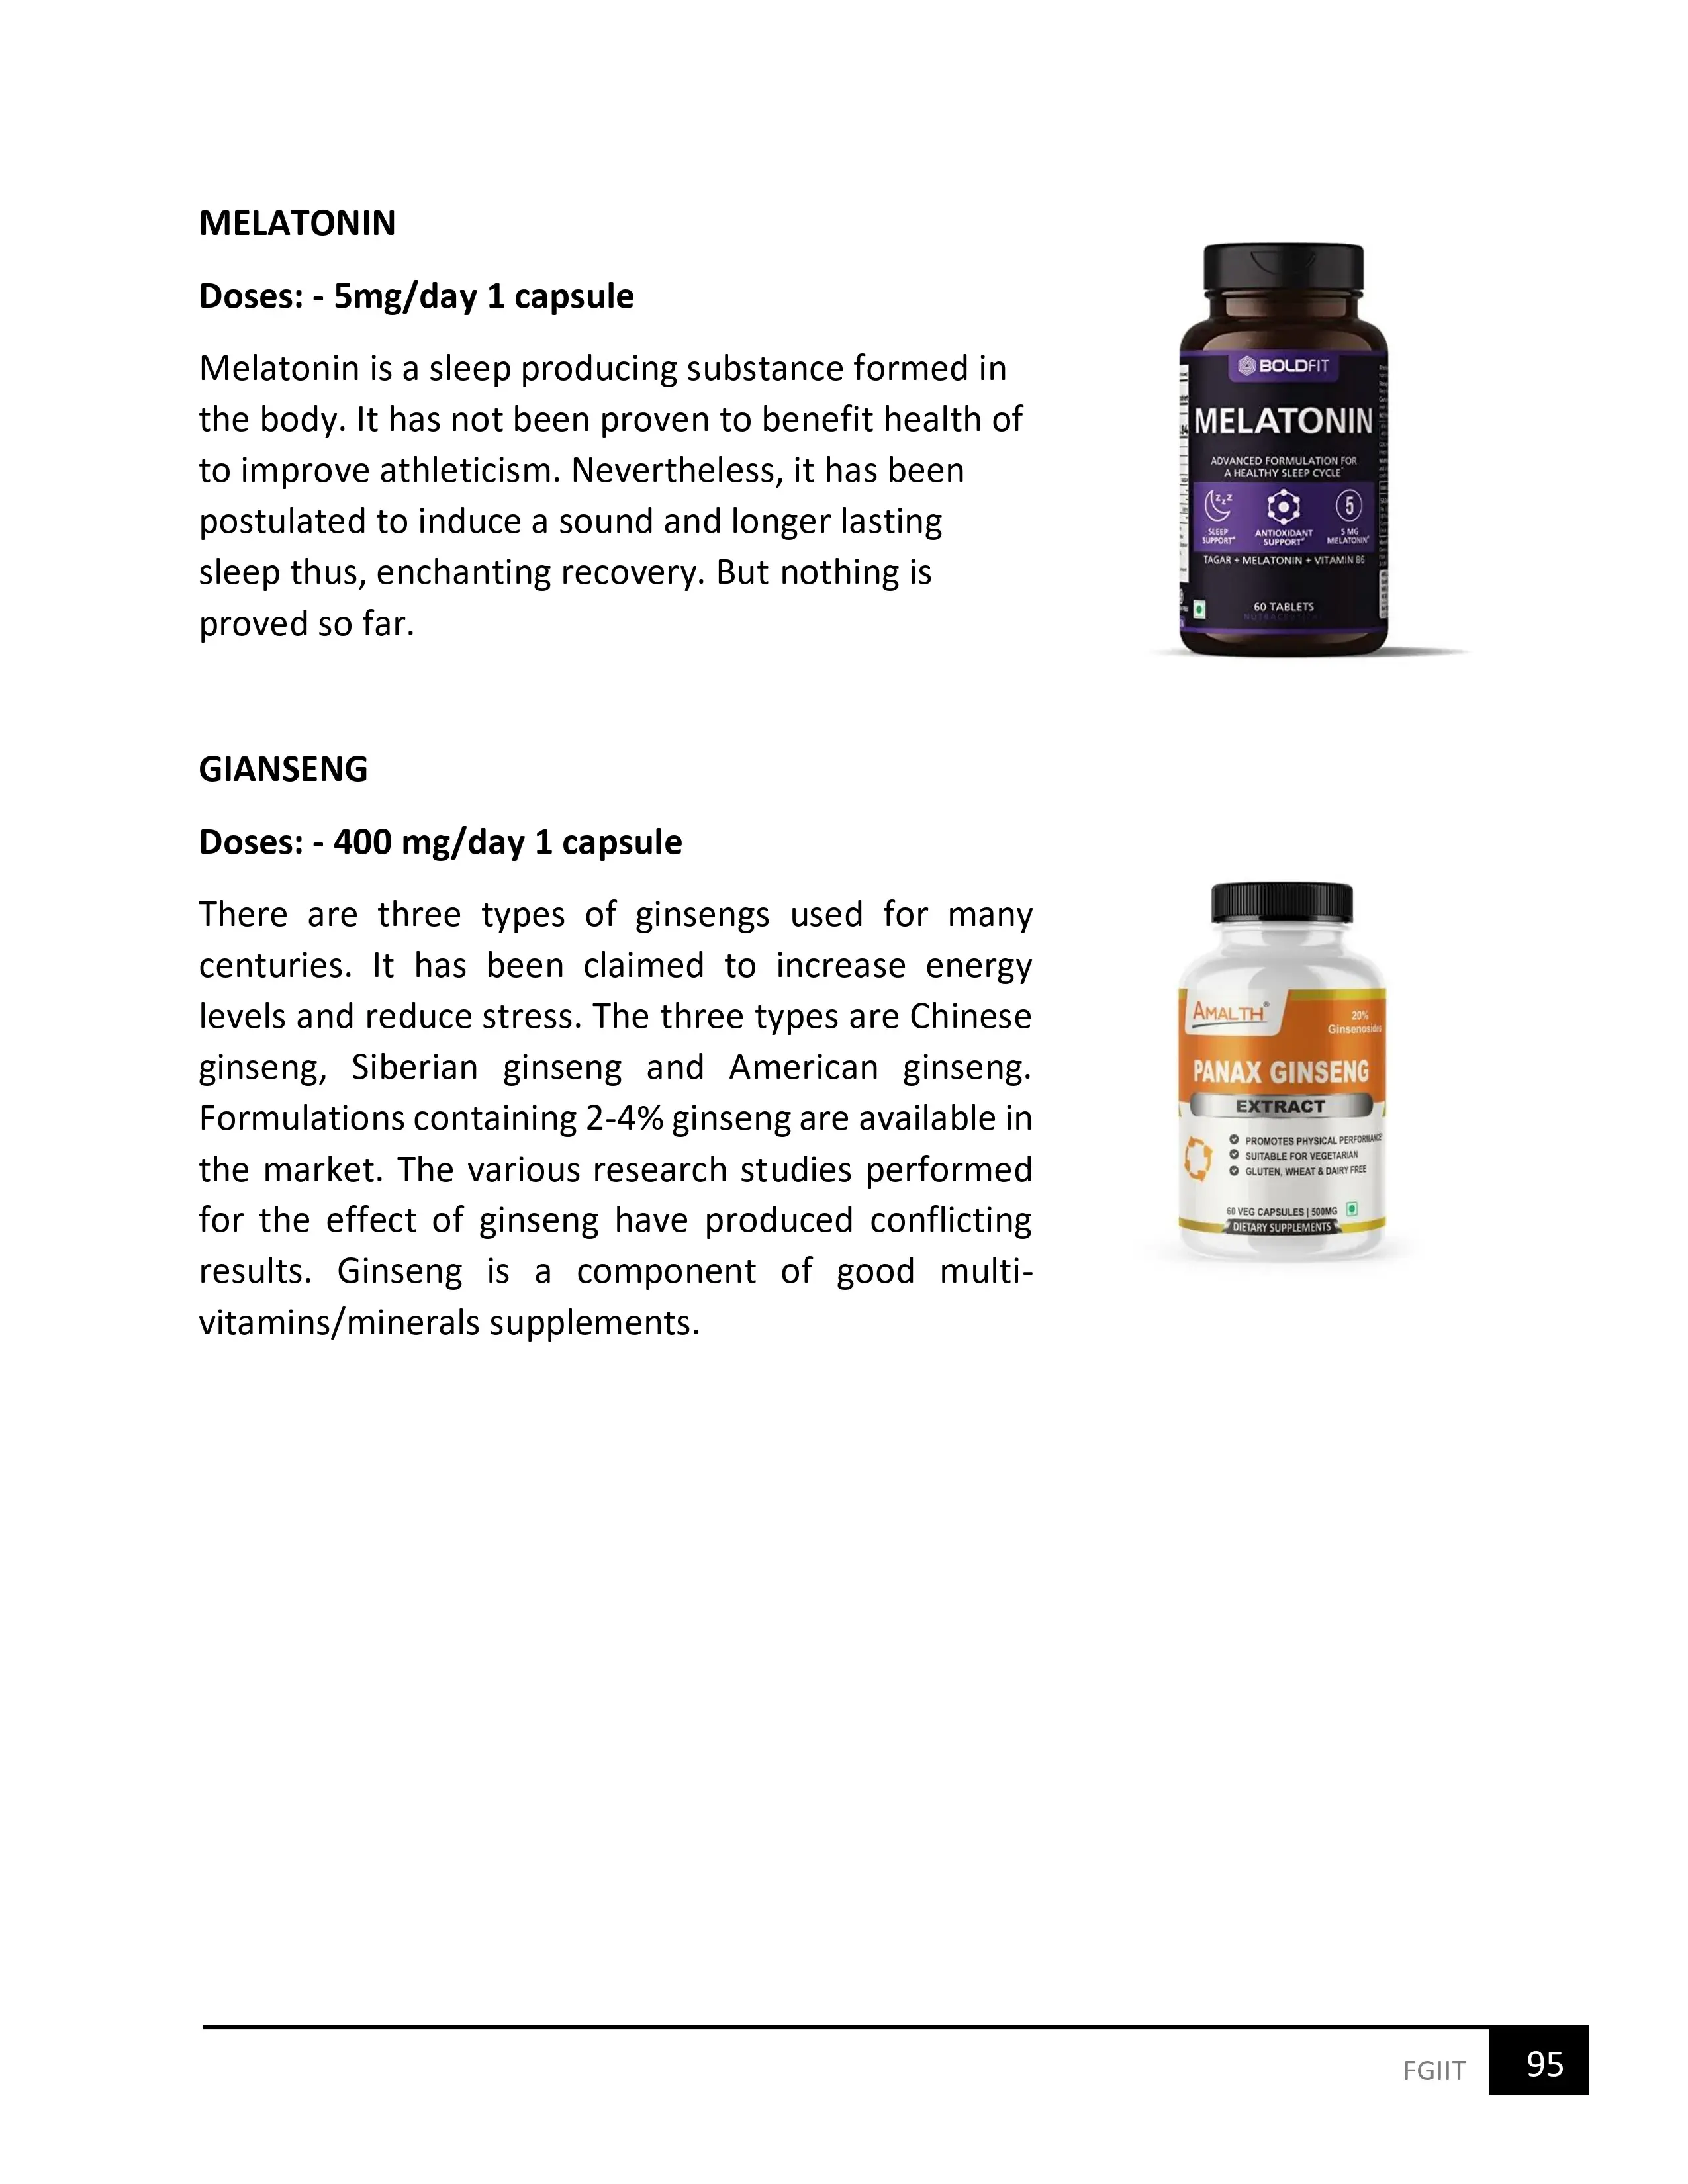 MELATONIN
Doses: - 5mg/day 1 capsule
Melatonin is a sleep producing substance formed in
the body. It has not been proven to benefit health of
to improve athleticism. Nevertheless, it has been
postulated to induce a sound and longer lasting
sleep thus, enchanting recovery. But nothing is
proved so far.
BOLDFIT
MELATONIN
ADVANCED FORMULATION FOR
A HEALTHY SLEEP CYCLE
SLEEP
SUPPORT
ANTIOXIDANT
SUPPORT
5
5 MG
MELATONIN
TAGAR + MELATONIN + VITAMIN B6
60 TABLETS
GIANSENG
Doses: - 400 mg/day 1 capsule
There are three types of ginsengs used for many
centuries. It has been claimed to increase energy
levels and reduce stress. The three types are Chinese
ginseng, Siberian ginseng and American ginseng.
Formulations containing 2-4% ginseng are available in
the market. The various research studies performed
for the effect of ginseng have produced conflicting
results. Ginseng is a component of good multi-
vitamins/minerals supplements.
AMALTH®
20%
Ginsenosides
PANAX GINSENG
EXTRACT
PROMOTES PHYSICAL PERFORMANCE
SUITABLE FOR VEGETARIAN
GLUTEN, WHEAT & DAIRY FREE
60 VEG CAPSULES | 500MG
DIETARY SUPPLEMENTS
FGIIT
95